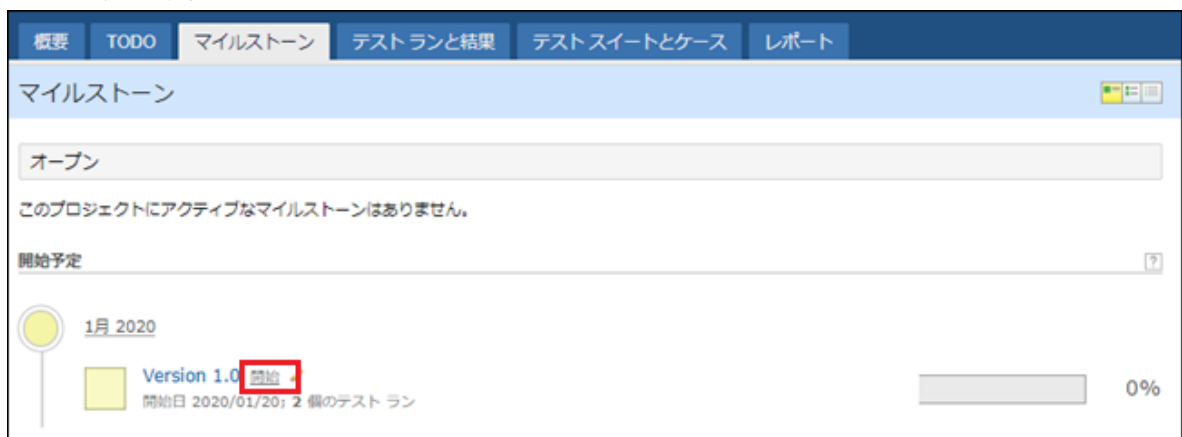 概要 TODO マイルストーン テスト ランと結果 テスト スイートとケース レポート
マイルストーン
オープン
このプロジェクトにアクティブなマイルストーンはありません。
開始予定
?
1月 2020
Version 1.0 開始
開始日 2020/01/20; 2 個のテスト ラン
0%